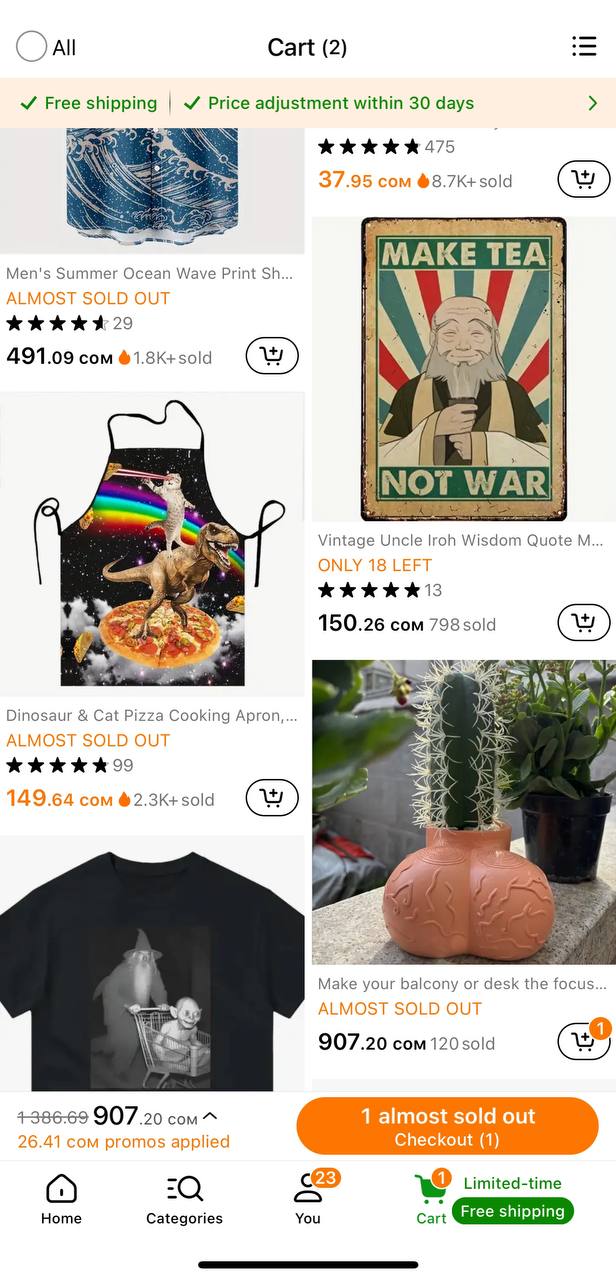 All
Cart (2)
Free shipping
Price adjustment within 30 days
475
37.95 сом 8.7K+ sold
Men's Summer Ocean Wave Print Sh...
ALMOST SOLD OUT
29
491.09 сом 1.8K+ sold
MAKE TEA
NOT WAR
Vintage Uncle Iroh Wisdom Quote M...
ONLY 18 LEFT
13
150.26 сом 798 sold
Dinosaur & Cat Pizza Cooking Apron,...
ALMOST SOLD OUT
99
149.64 сом 2.3K+ sold
Make your balcony or desk the focus...
ALMOST SOLD OUT
907.20 сом 120 sold
1
1 386.69 907.20 сом
26.41 сом promos applied
1 almost sold out
Checkout (1)
Home
Categories
23
You
1
Cart
Limited-time
Free shipping